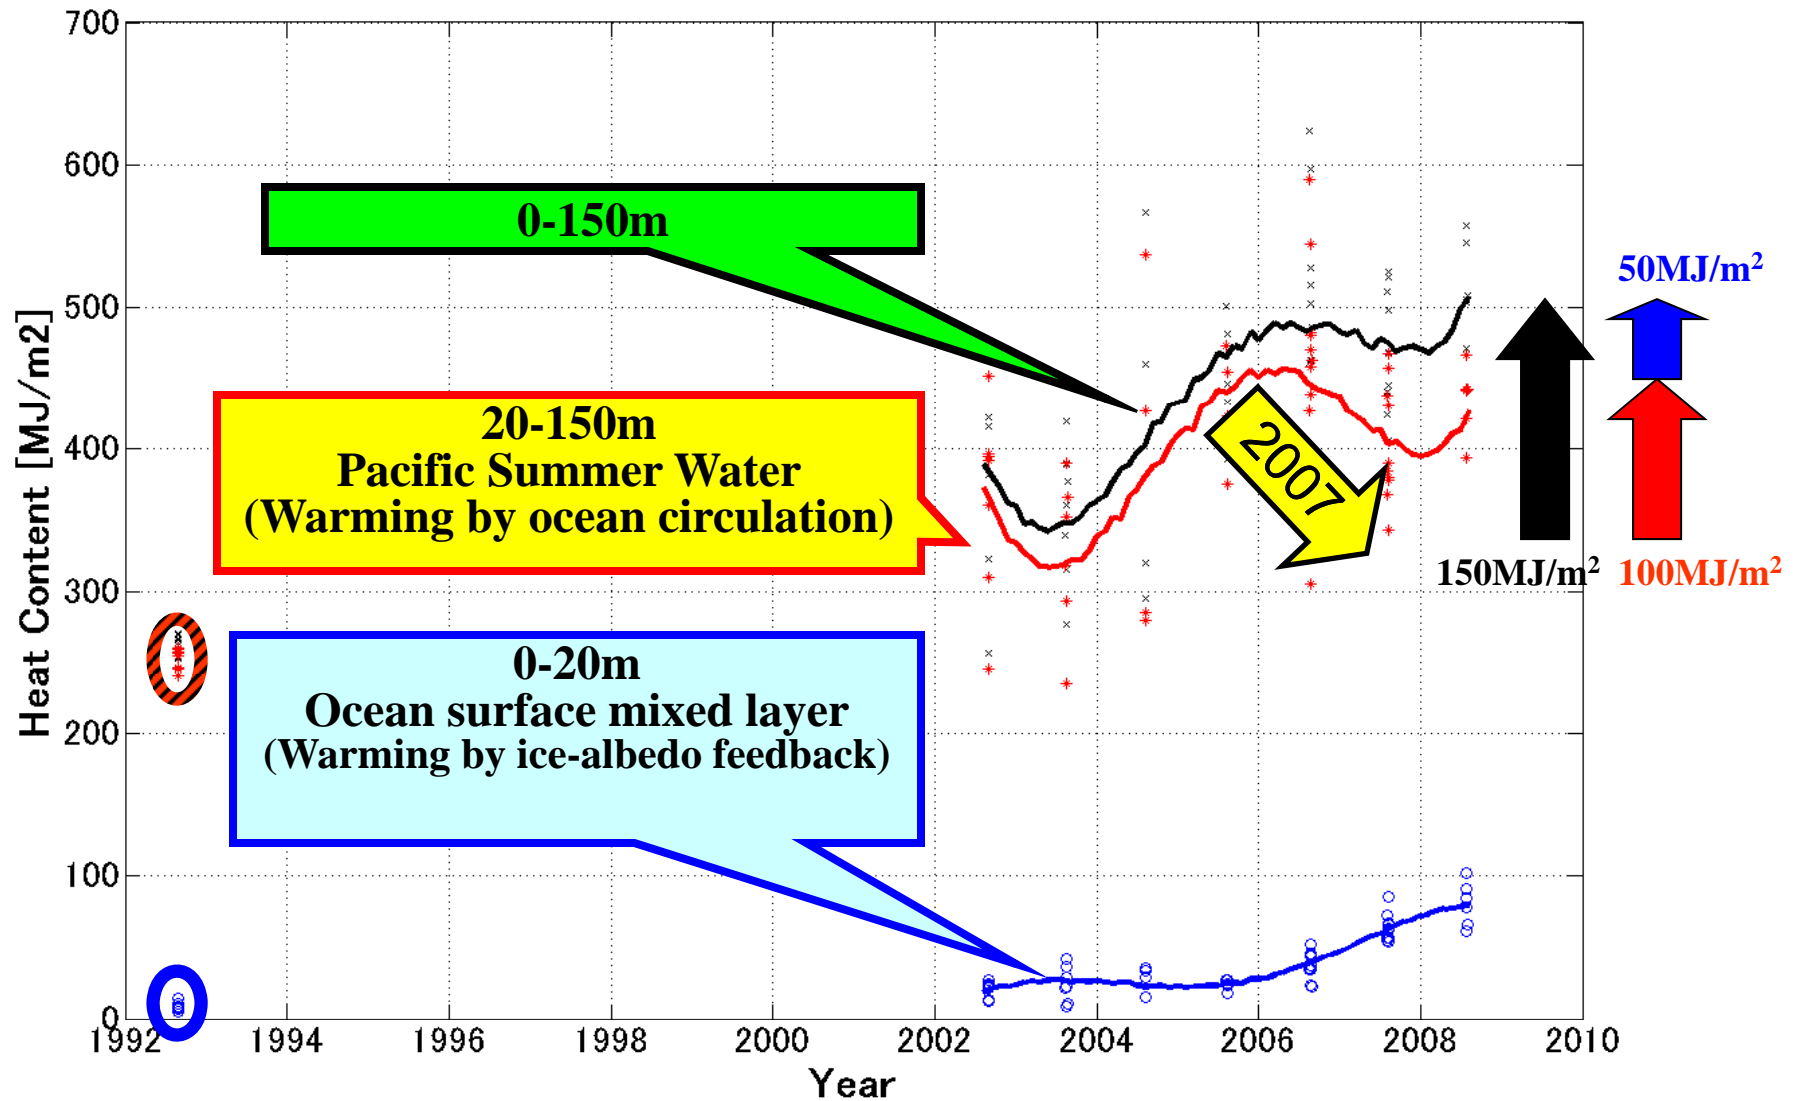 700
600
500
400
300
200
100
0
Heat Content [MJ/m2]
0-150m
20-150m
Pacific Summer Water
(Warming by ocean circulation)
0-20m
Ocean surface mixed layer
(Warming by ice-albedo feedback)
2007
50MJ/m²
150MJ/m²
100MJ/m²
1992
1994
1996
1998
2000
2002
2004
2006
2008
2010
Year